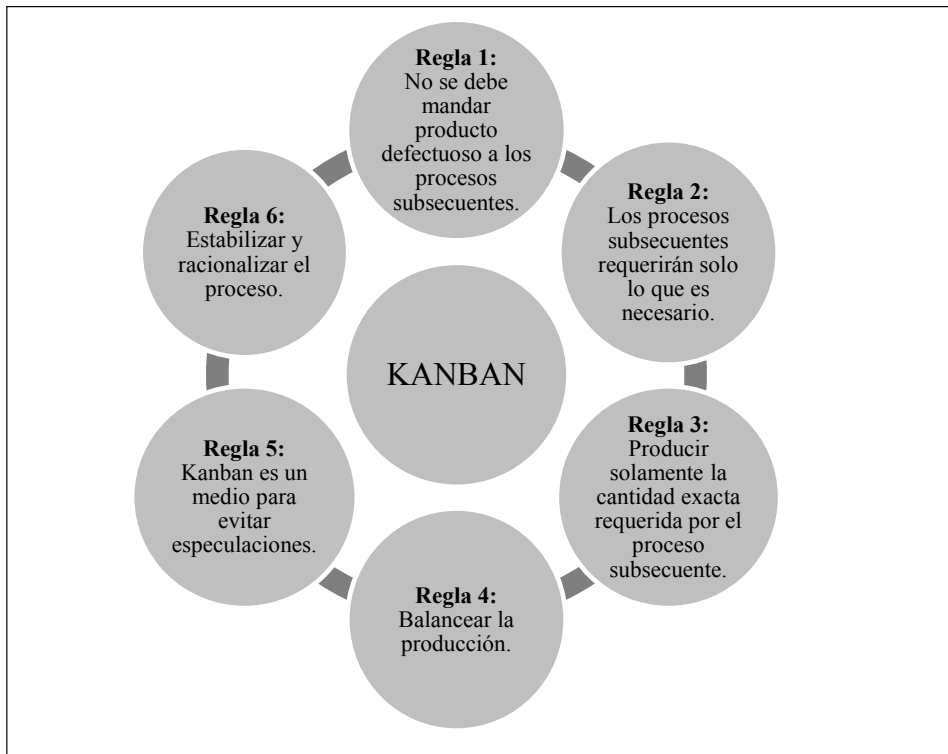 Regla 1:
No se debe
mandar
producto
defectuoso a los
procesos
subsecuentes.
Regla 2:
Los procesos
subsecuentes
requerirán solo
lo que es
necesario.
Regla 3:
Producir
solamente la
cantidad exacta
requerida por el
proceso
subsecuente.
Regla 4:
Balancear la
producción.
Regla 5:
Kanban es un
medio para
evitar
especulaciones.
Regla 6:
Estabilizar y
racionalizar el
proceso.
KANBAN